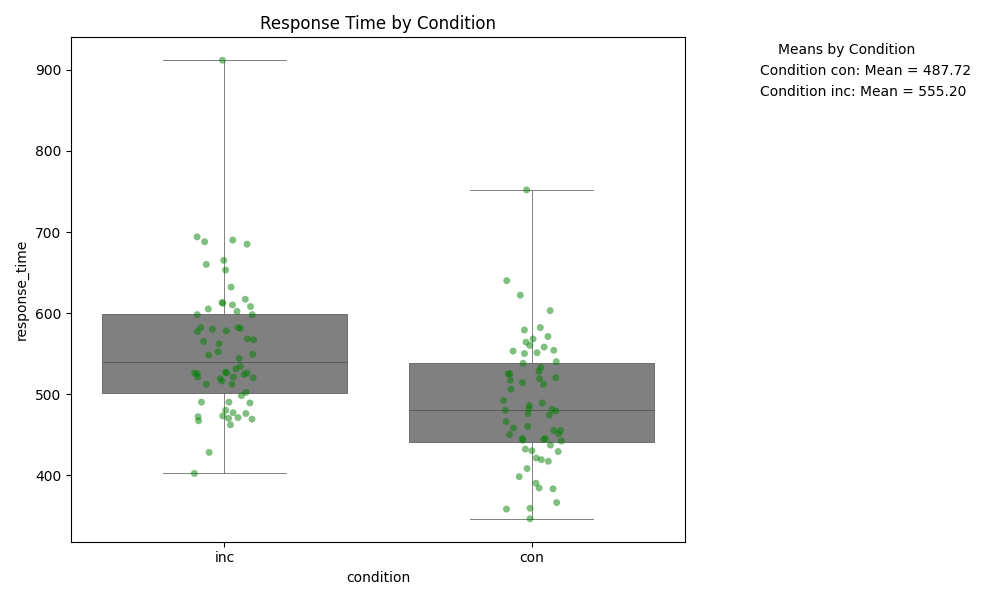 Response Time by Condition
Means by Condition
Condition con: Mean = 487.72
Condition inc: Mean = 555.20
900
800
700
600
500
400
response_time
inc
con
condition